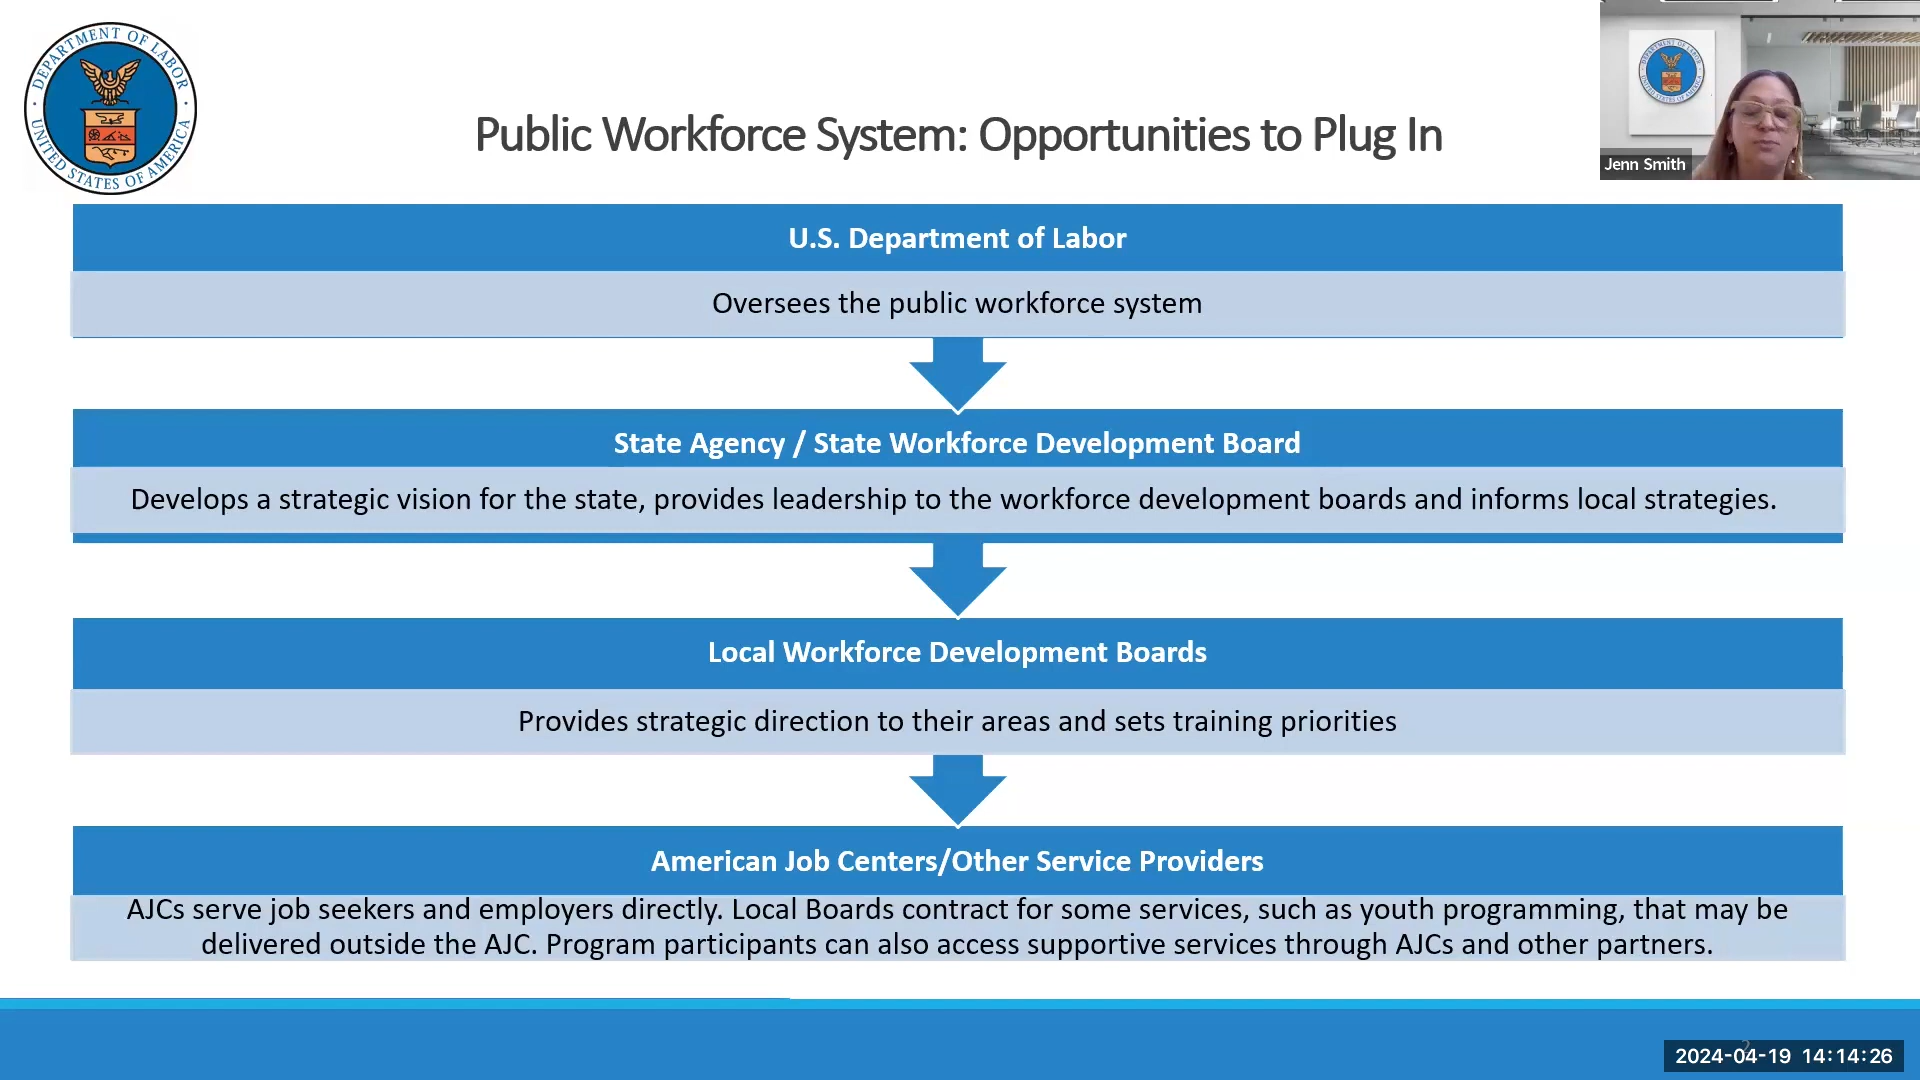 DEPARTMENT OF LABOR
UNITED STATES OF AMERICA
Public Workforce System: Opportunities to Plug In
Jenn Smith
U.S. Department of Labor
Oversees the public workforce system
State Agency / State Workforce Development Board
Develops a strategic vision for the state, provides leadership to the workforce development boards and informs local strategies.
Local Workforce Development Boards
Provides strategic direction to their areas and sets training priorities
American Job Centers/Other Service Providers
AJCs serve job seekers and employers directly. Local Boards contract for some services, such as youth programming, that may be
delivered outside the AJC. Program participants can also access supportive services through AJCs and other partners.
2
2024-04-19 14:14:26